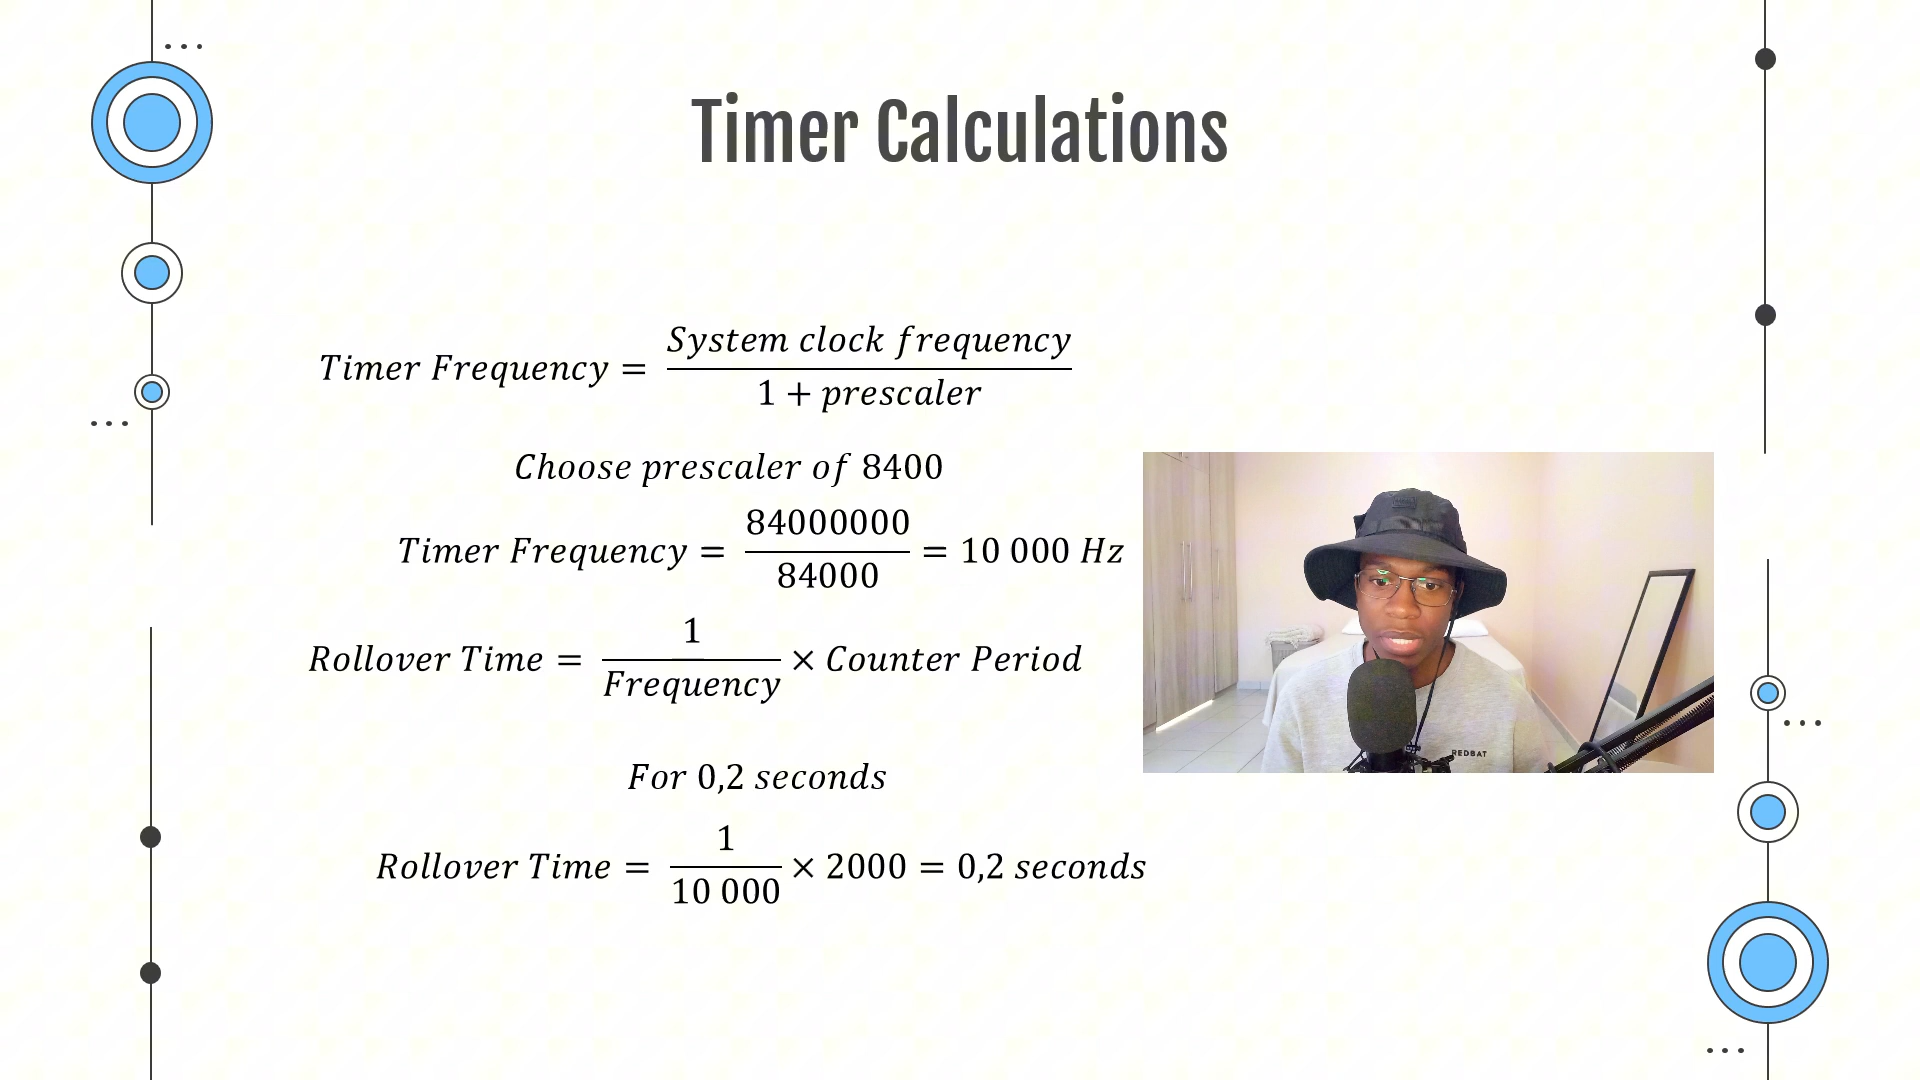 Timer Calculations
Timer Frequency = System clock frequency / 1 + prescaler
Choose prescaler of 8400
Timer Frequency = 84000000 / 84000 = 10 000 Hz
Rollover Time = 1 / Frequency × Counter Period
For 0,2 seconds
Rollover Time = 1 / 10 000 × 2000 = 0,2 seconds
REDBAT